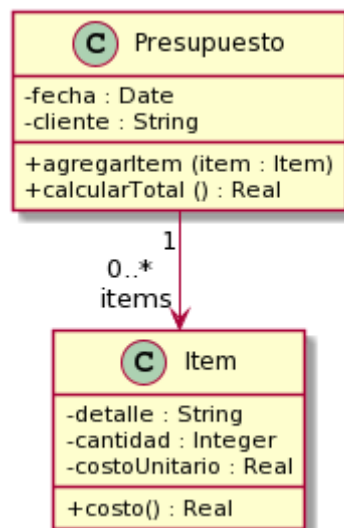 C Presupuesto
-fecha : Date
-cliente : String
+agregarItem (item : Item)
+calcularTotal () : Real
1
0..*
items
C Item
-detalle : String
-cantidad : Integer
-costoUnitario : Real
+costo() : Real